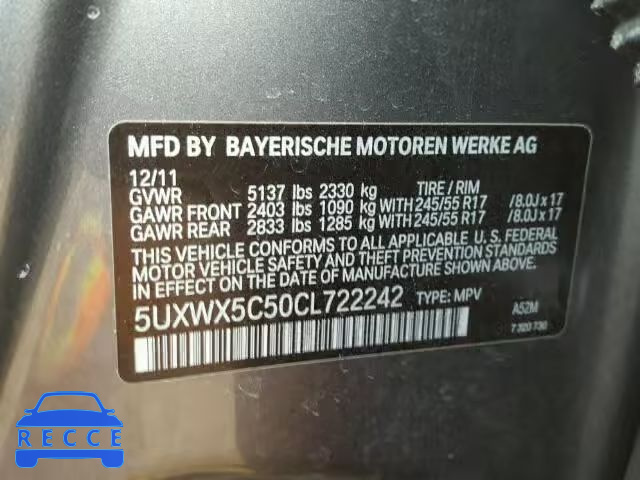 MFD BY BAYERISCHE MOTOREN WERKE AG
12/11
GVWR 5137 lbs 2330 kg TIRE / RIM
GAWR FRONT 2403 lbs 1090 kg WITH 245/55 R17 /8.0J x 17
GAWR REAR 2833 lbs 1285 kg WITH 245/55 R17 /8.0J x 17
THIS VEHICLE CONFORMS TO ALL APPLICABLE U. S. FEDERAL
MOTOR VEHICLE SAFETY AND THEFT PREVENTION STANDARDS
IN EFFECT ON THE DATE OF MANUFACTURE SHOWN ABOVE.
5UXWX5C50CL722242 TYPE: MPV A52M
7 320 730
RECCE